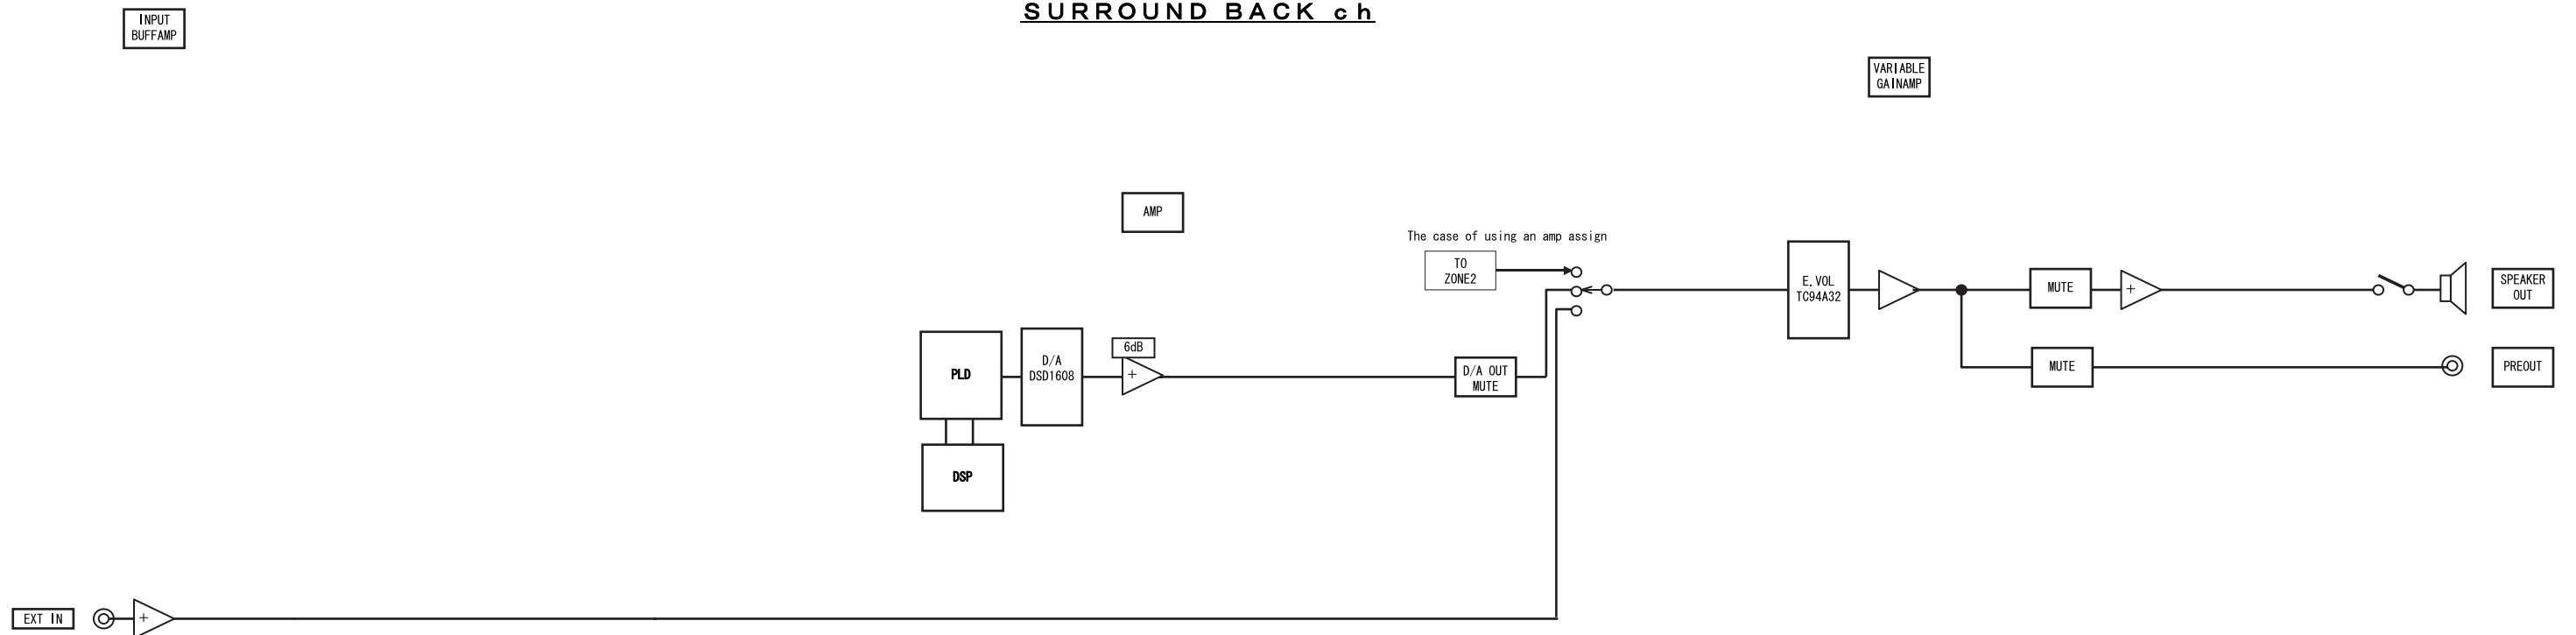 SURROUND BACK ch
INPUT
BUFFAMP
VARIABLE
GAINAMP
AMP
The case of using an amp assign
TO
ZONE2
E.VOL
TC94A32
MUTE
+
SPEAKER
OUT
6dB
PLD
D/A
DSD1608
+
D/A OUT
MUTE
MUTE
PREOUT
DSP
EXT IN
+